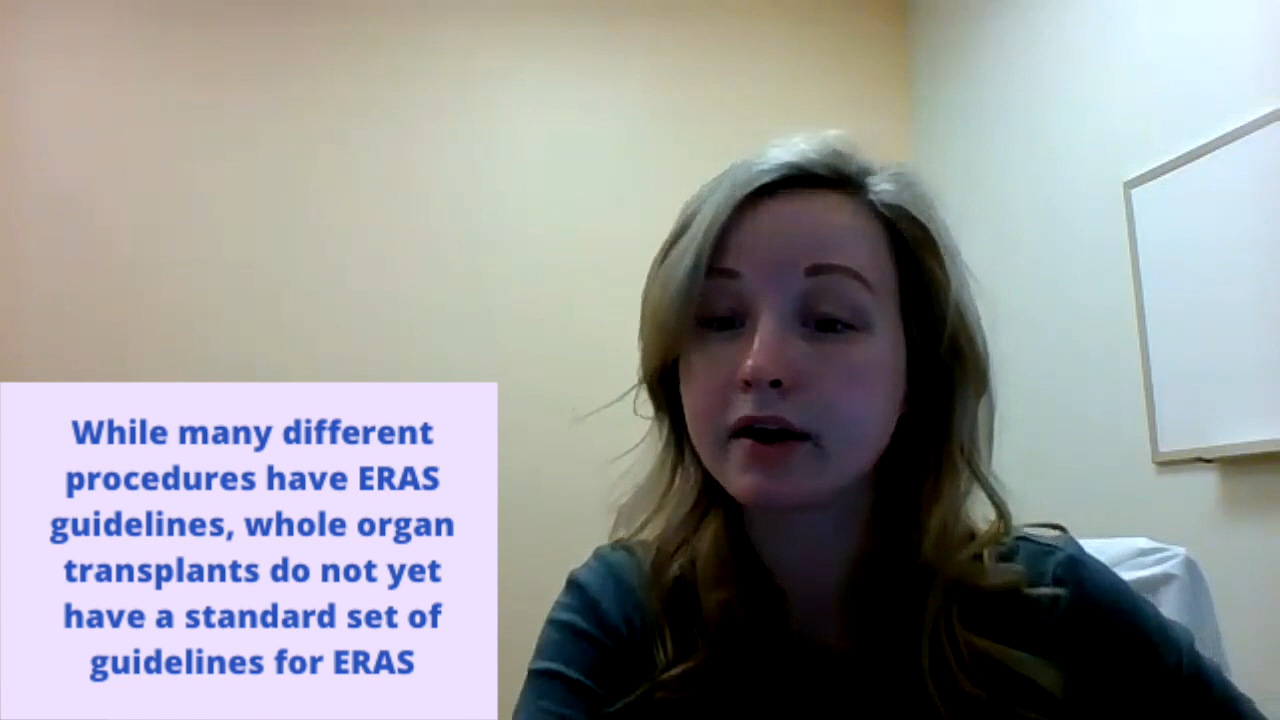 While many different
procedures have ERAS
guidelines, whole organ
transplants do not yet
have a standard set of
guidelines for ERAS